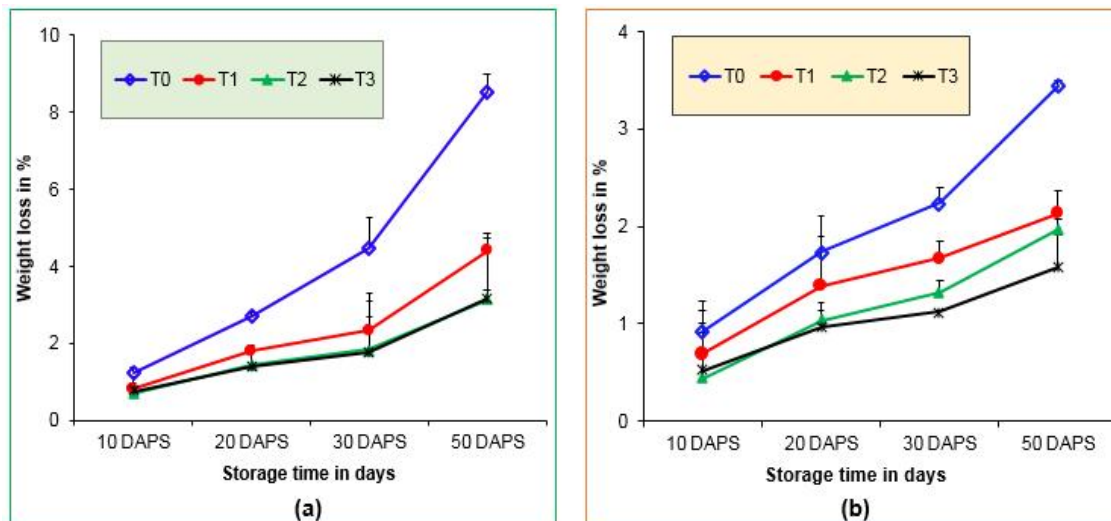 T0 T1 T2 T3
Weight loss in %
10
8
6
4
2
0
10 DAPS 20 DAPS 30 DAPS 50 DAPS
Storage time in days
(a)
T0 T1 T2 T3
Weight loss in %
4
3
2
1
0
10 DAPS 20 DAPS 30 DAPS 50 DAPS
Storage time in days
(b)